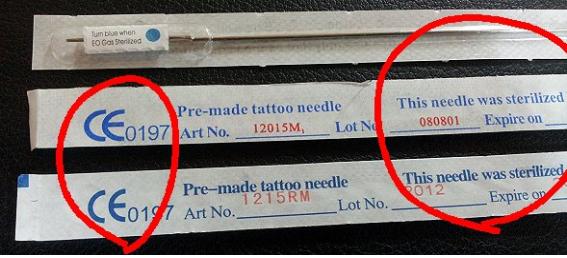 Turn blue when
EO Gas Sterilized
CE 0197 Pre-made tattoo needle This needle was sterilized
Art No. 12015M, Lot No 080801 Expire on
CE 0197 Pre-made tattoo needle This needle was sterilized
Art No. 1215RM Lot No. 2012 Expire on